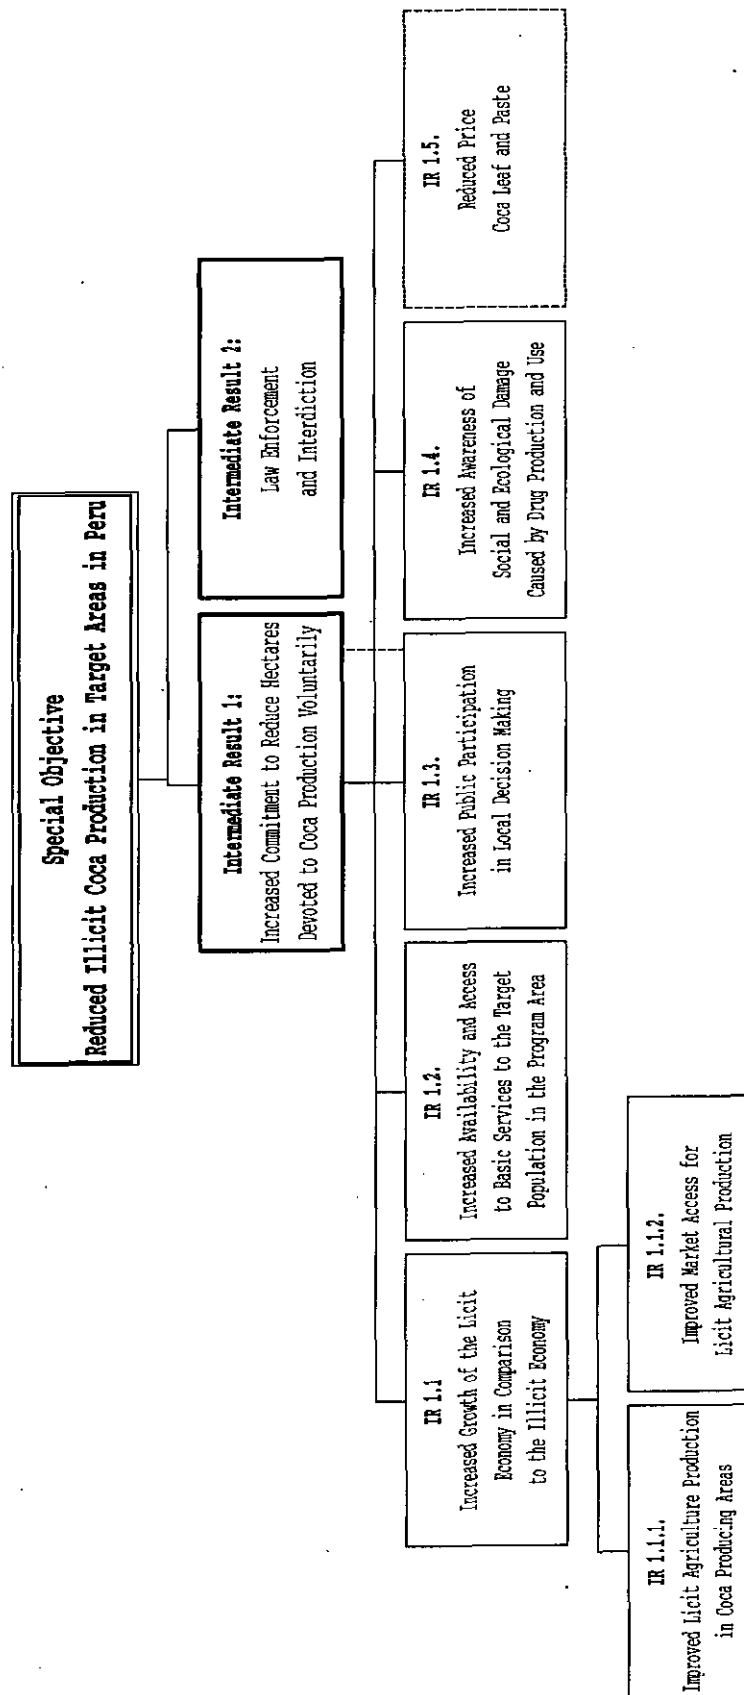 Special Objective
Reduced Illicit Coca Production in Target Areas in Peru
Intermediate Result 1:
Increased Commitment to Reduce Hectares
Devoted to Coca Production Voluntarily
Intermediate Result 2:
Law Enforcement
and Interdiction
IR 1.1
Increased Growth of the Licit
Economy in Comparison
to the Illicit Economy
IR 1.2.
Increased Availability and Access
to Basic Services to the Target
Population in the Program Area
IR 1.3.
Increased Public Participation
in Local Decision Making
IR 1.4.
Increased Awareness of
Social and Ecological Damage
Caused by Drug Production and Use
IR 1.5.
Reduced Price
Coca Leaf and Paste
IR 1.1.1.
Improved Licit Agriculture Production
in Coca Producing Areas
IR 1.1.2.
Improved Market Access for
Licit Agricultural Production